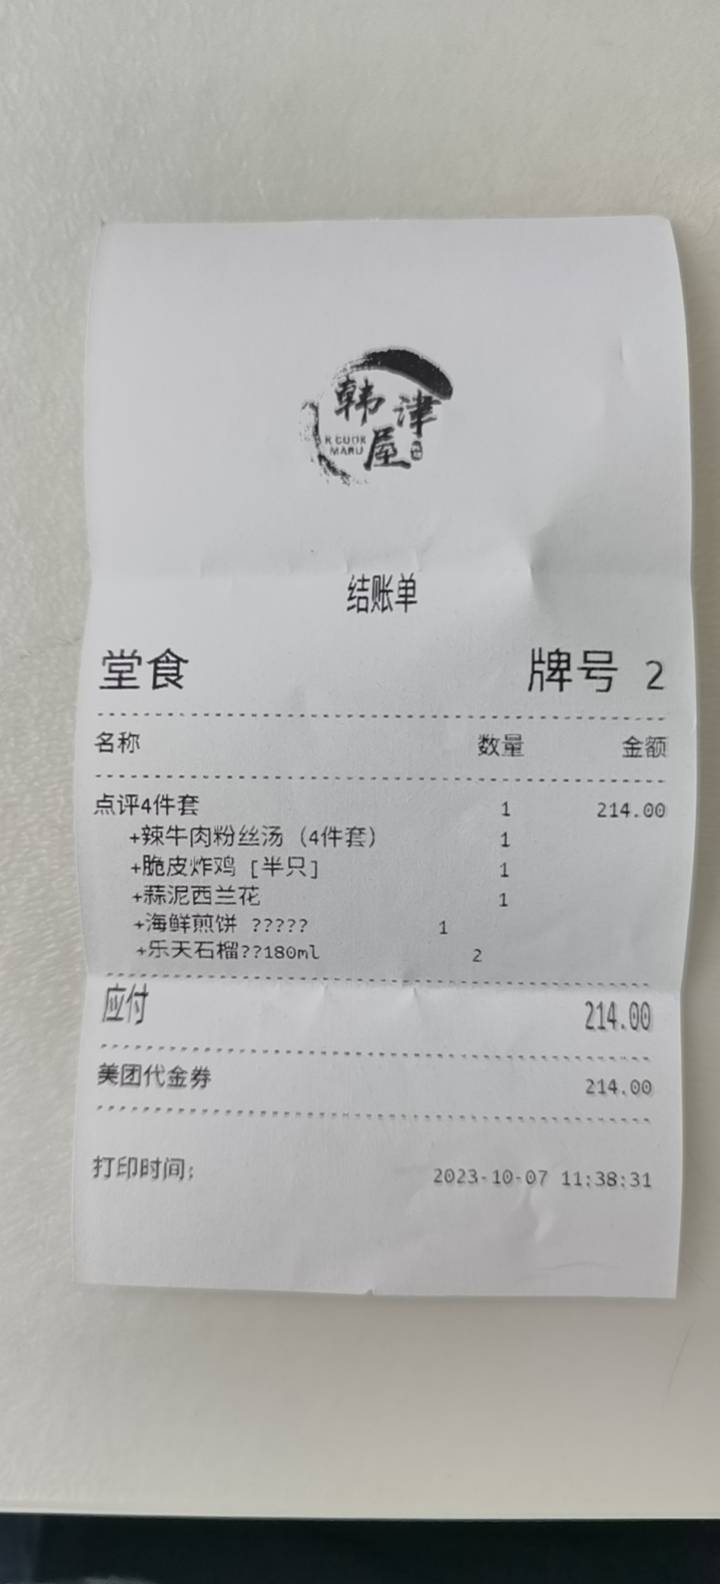 韩津
屋
K COOK
MARU
结账单
堂食 牌号 2
名称 数量 金额
点评4件套 1 214.00
+辣牛肉粉丝汤（4件套） 1
+脆皮炸鸡 [半只] 1
+蒜泥西兰花 1
+海鲜煎饼 ????? 1
+乐天石榴??180ml 2
应付 214.00
美团代金券 214.00
打印时间: 2023-10-07 11:38:31